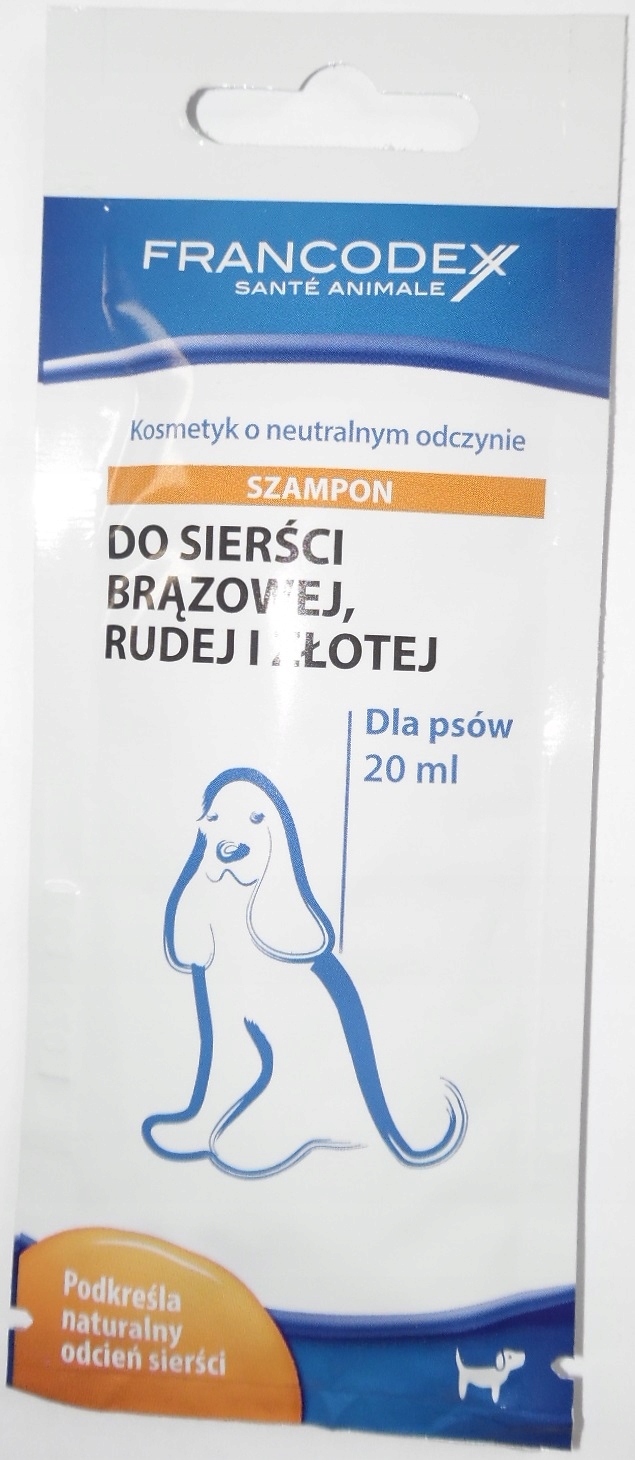 FRANCODEX
SANTÉ ANIMALE
Kosmetyk o neutralnym odczynie
SZAMPON
DO SIERŚCI
BRĄZOWEJ,
RUDEJ I ZŁOTEJ
Dla psów
20 ml
Podkreśla
naturalny
odcień sierści